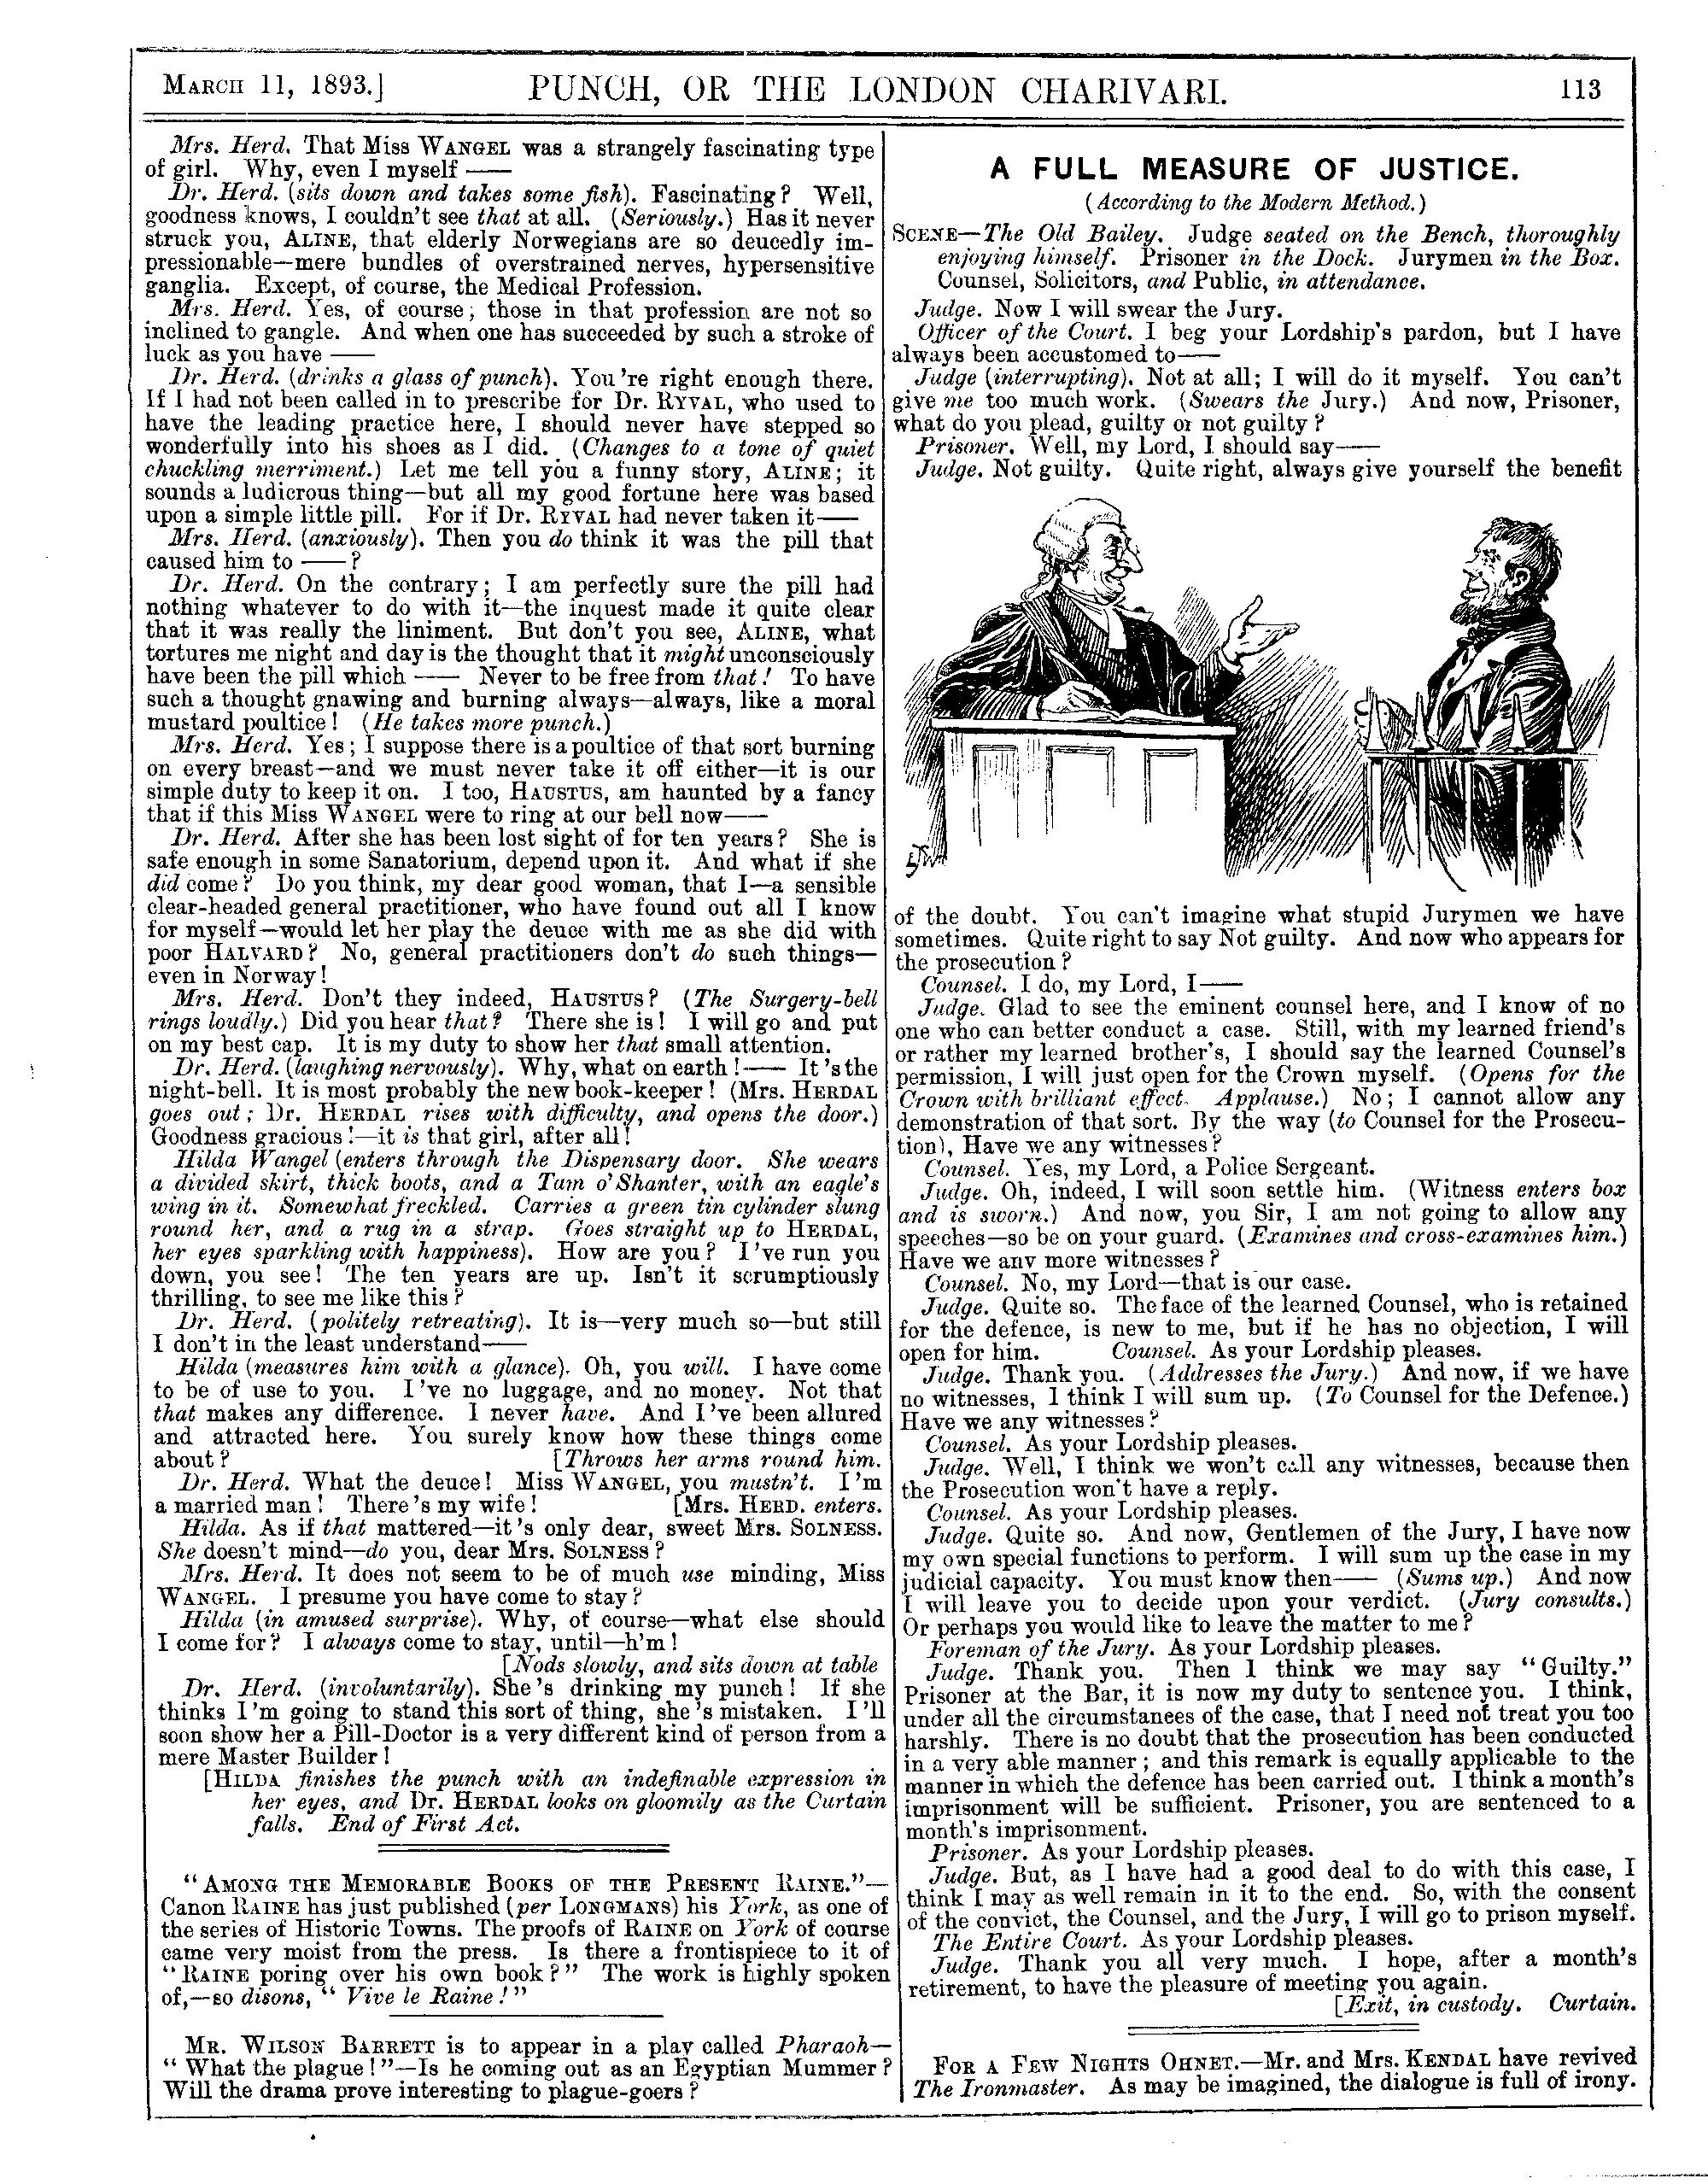 MARCH 11, 1893.] PUNCH, OR THE LONDON CHARIVARI. 113
Mrs. Herd. That Miss WANGEL was a strangely fascinating type
of girl. Why, even I myself ——
Dr. Herd. (sits down and takes some fish). Fascinating? Well,
goodness knows, I couldn't see that at all. (Seriously.) Has it never
struck you, ALINE, that elderly Norwegians are so deucedly im-
pressionable—mere bundles of overstrained nerves, hypersensitive
ganglia. Except, of course, the Medical Profession.
Mrs. Herd. Yes, of course; those in that profession are not so
inclined to gangle. And when one has succeeded by such a stroke of
luck as you have ——
Dr. Herd. (drinks a glass of punch). You're right enough there.
If I had not been called in to prescribe for Dr. RYVAL, who used to
have the leading practice here, I should never have stepped so
wonderfully into his shoes as I did. (Changes to a tone of quiet
chuckling merriment.) Let me tell you a funny story, ALINE; it
sounds a ludicrous thing—but all my good fortune here was based
upon a simple little pill. For if Dr. RYVAL had never taken it——
Mrs. Herd. (anxiously). Then you do think it was the pill that
caused him to ——?
Dr. Herd. On the contrary; I am perfectly sure the pill had
nothing whatever to do with it—the inquest made it quite clear
that it was really the liniment. But don't you see, ALINE, what
tortures me night and day is the thought that it might unconsciously
have been the pill which —— Never to be free from that! To have
such a thought gnawing and burning always—always, like a moral
mustard poultice! (He takes more punch.)
Mrs. Herd. Yes; I suppose there is a poultice of that sort burning
on every breast—and we must never take it off either—it is our
simple duty to keep it on. I too, HAUSTUS, am haunted by a fancy
that if this Miss WANGEL were to ring at our bell now——
Dr. Herd. After she has been lost sight of for ten years? She is
safe enough in some Sanatorium, depend upon it. And what if she
did come? Do you think, my dear good woman, that I—a sensible
clear-headed general practitioner, who have found out all I know
for myself—would let her play the deuce with me as she did with
poor HALVARD? No, general practitioners don't do such things—
even in Norway!
Mrs. Herd. Don't they indeed, HAUSTUS? (The Surgery-bell
rings loudly.) Did you hear that? There she is! I will go and put
on my best cap. It is my duty to show her that small attention.
Dr. Herd. (laughing nervously). Why, what on earth!—— It's the
night-bell. It is most probably the new book-keeper! (Mrs. HERDAL
goes out; Dr. HERDAL rises with difficulty, and opens the door.)
Goodness gracious!—it is that girl, after all!
Hilda Wangel (enters through the Dispensary door. She wears
a divided skirt, thick boots, and a Tam o'Shanter, with an eagle's
wing in it. Somewhat freckled. Carries a green tin cylinder slung
round her, and a rug in a strap. Goes straight up to HERDAL,
her eyes sparkling with happiness). How are you? I've run you
down, you see! The ten years are up. Isn't it scrumptiously
thrilling, to see me like this?
Dr. Herd. (politely retreating). It is—very much so—but still
I don't in the least understand——
Hilda (measures him with a glance). Oh, you will. I have come
to be of use to you. I've no luggage, and no money. Not that
that makes any difference. I never have. And I've been allured
and attracted here. You surely know how these things come
about? [Throws her arms round him.
Dr. Herd. What the deuce! Miss WANGEL, you mustn't. I'm
a married man! There's my wife! [Mrs. HERD. enters.
Hilda. As if that mattered—it's only dear, sweet Mrs. SOLNESS.
She doesn't mind—do you, dear Mrs. SOLNESS?
Mrs. Herd. It does not seem to be of much use minding, Miss
WANGEL. I presume you have come to stay?
Hilda (in amused surprise). Why, of course—what else should
I come for? I always come to stay, until—h'm!
[Nods slowly, and sits down at table
Dr. Herd. (involuntarily). She's drinking my punch! If she
thinks I'm going to stand this sort of thing, she's mistaken. I'll
soon show her a Pill-Doctor is a very different kind of person from a
mere Master Builder!
[HILDA finishes the punch with an indefinable expression in
her eyes, and Dr. HERDAL looks on gloomily as the Curtain
falls. End of First Act.
"AMONG THE MEMORABLE BOOKS OF THE PRESENT RAINE."—
Canon RAINE has just published (per LONGMANS) his York, as one of
the series of Historic Towns. The proofs of RAINE on York of course
came very moist from the press. Is there a frontispiece to it of
"RAINE poring over his own book?" The work is highly spoken
of,—so disons, "Vive le Raine!"
MR. WILSON BARRETT is to appear in a play called Pharaoh—
"What the plague!"—Is he coming out as an Egyptian Mummer?
Will the drama prove interesting to plague-goers?
A FULL MEASURE OF JUSTICE.
(According to the Modern Method.)
SCENE—The Old Bailey. Judge seated on the Bench, thoroughly
enjoying himself. Prisoner in the Dock. Jurymen in the Box.
Counsel, Solicitors, and Public, in attendance.
Judge. Now I will swear the Jury.
Officer of the Court. I beg your Lordship's pardon, but I have
always been accustomed to——
Judge (interrupting). Not at all; I will do it myself. You can't
give me too much work. (Swears the Jury.) And now, Prisoner,
what do you plead, guilty or not guilty?
Prisoner. Well, my Lord, I should say——
Judge. Not guilty. Quite right, always give yourself the benefit
of the doubt. You can't imagine what stupid Jurymen we have
sometimes. Quite right to say Not guilty. And now who appears for
the prosecution?
Counsel. I do, my Lord, I——
Judge. Glad to see the eminent counsel here, and I know of no
one who can better conduct a case. Still, with my learned friend's
or rather my learned brother's, I should say the learned Counsel's
permission, I will just open for the Crown myself. (Opens for the
Crown with brilliant effect. Applause.) No; I cannot allow any
demonstration of that sort. By the way (to Counsel for the Prosecu-
tion), Have we any witnesses?
Counsel. Yes, my Lord, a Police Sergeant.
Judge. Oh, indeed, I will soon settle him. (Witness enters box
and is sworn.) And now, you Sir, I am not going to allow any
speeches—so be on your guard. (Examines and cross-examines him.)
Have we any more witnesses?
Counsel. No, my Lord—that is our case.
Judge. Quite so. The face of the learned Counsel, who is retained
for the defence, is new to me, but if he has no objection, I will
open for him. Counsel. As your Lordship pleases.
Judge. Thank you. (Addresses the Jury.) And now, if we have
no witnesses, I think I will sum up. (To Counsel for the Defence.)
Have we any witnesses?
Counsel. As your Lordship pleases.
Judge. Well, I think we won't call any witnesses, because then
the Prosecution won't have a reply.
Counsel. As your Lordship pleases.
Judge. Quite so. And now, Gentlemen of the Jury, I have now
my own special functions to perform. I will sum up the case in my
judicial capacity. You must know then—— (Sums up.) And now
I will leave you to decide upon your verdict. (Jury consults.)
Or perhaps you would like to leave the matter to me?
Foreman of the Jury. As your Lordship pleases.
Judge. Thank you. Then I think we may say "Guilty."
Prisoner at the Bar, it is now my duty to sentence you. I think,
under all the circumstances of the case, that I need not treat you too
harshly. There is no doubt that the prosecution has been conducted
in a very able manner; and this remark is equally applicable to the
manner in which the defence has been carried out. I think a month's
imprisonment will be sufficient. Prisoner, you are sentenced to a
month's imprisonment.
Prisoner. As your Lordship pleases.
Judge. But, as I have had a good deal to do with this case, I
think I may as well remain in it to the end. So, with the consent
of the convict, the Counsel, and the Jury, I will go to prison myself.
The Entire Court. As your Lordship pleases.
Judge. Thank you all very much. I hope, after a month's
retirement, to have the pleasure of meeting you again.
[Exit, in custody. Curtain.
FOR A FEW NIGHTS OHNET.—Mr. and Mrs. KENDAL have revived
The Ironmaster. As may be imagined, the dialogue is full of irony.